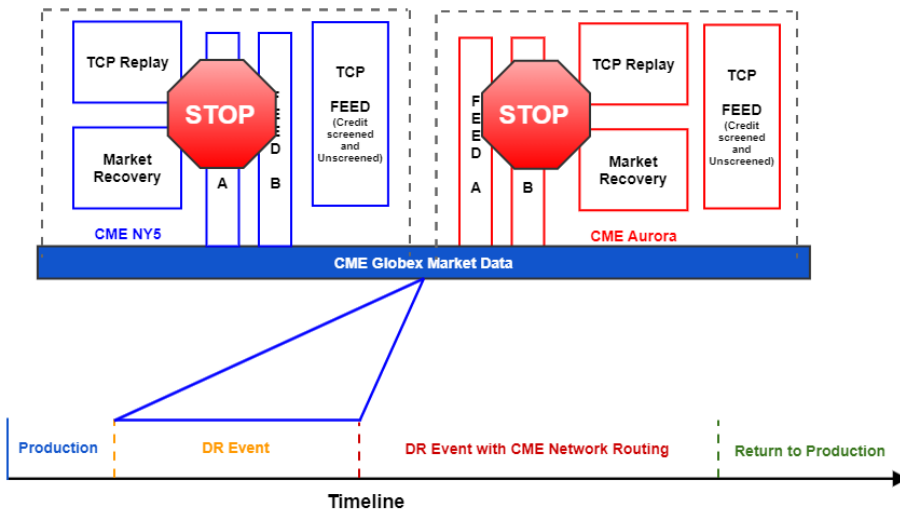 TCP Replay
Market
Recovery
STOP
A
F
E
E
D
B
TCP
FEED
(Credit
screened
and
Unscreened)
CME NY5
F
E
E
D
A
STOP
B
TCP Replay
Market
Recovery
TCP
FEED
(Credit
screened
and
Unscreened)
CME Aurora
CME Globex Market Data
Production
DR Event
DR Event with CME Network Routing
Return to Production
Timeline